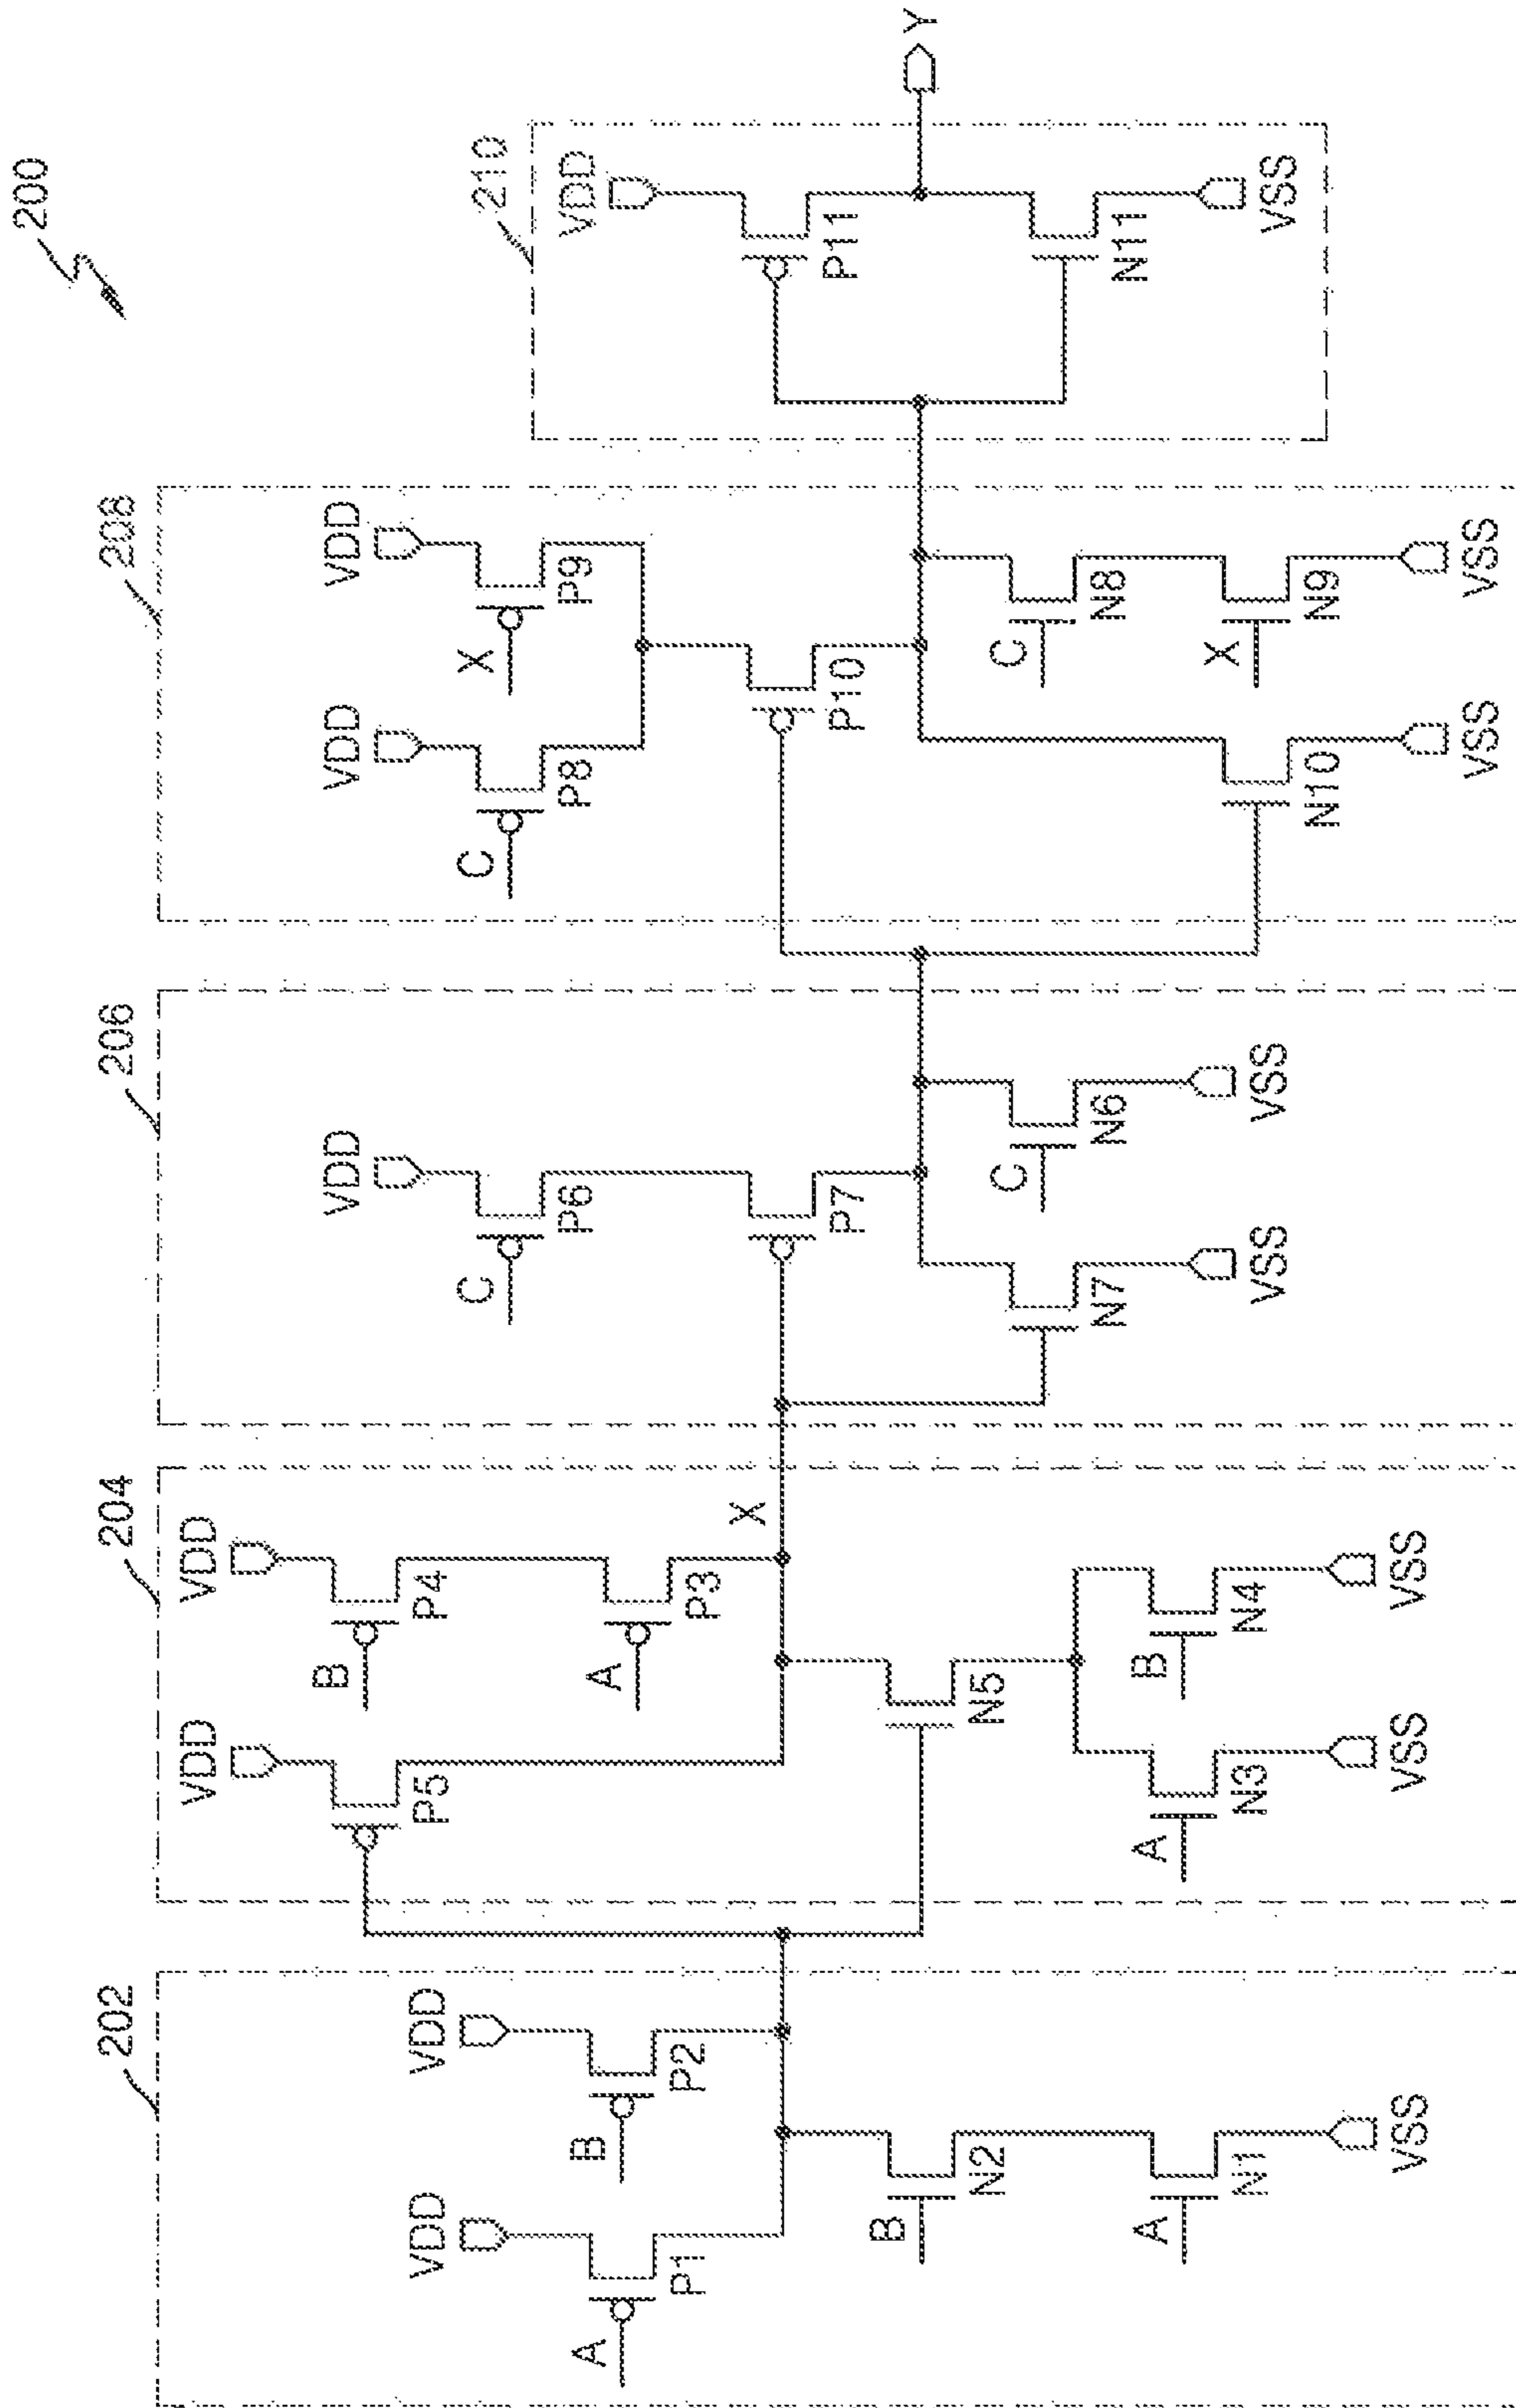 200
202
VDD
VDD
A
P1
B
P2
B
N2
A
N1
VSS
204
VDD
VDD
P5
B
P4
A
P3
X
N5
A
N3
B
N4
VSS
VSS
206
VDD
C
P6
P7
N7
C
N6
VSS
VSS
208
VDD
VDD
C
P8
X
P9
P10
C
N8
N10
X
N9
VSS
VSS
210
VDD
P11
N11
VSS
Y